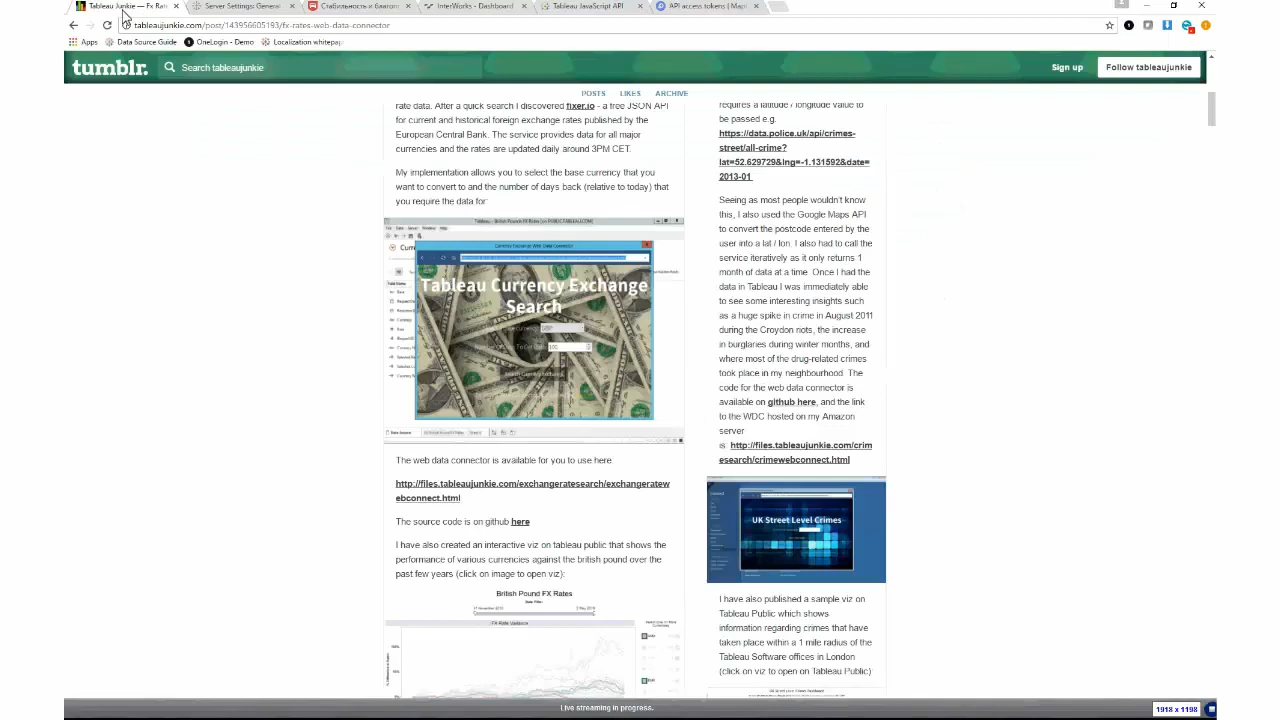 Tableau Junkie — Fx Rat
Server Settings: General
Стабильность и благоп
InterWorks - Dashboard
Tableau JavaScript API
API access tokens | Map
tableaujunkie.com/post/143956605193/fx-rates-web-data-connector
Apps
Data Source Guide
OneLogin - Demo
Localization whitepap
tumblr.
Search tableaujunkie
Sign up
Follow tableaujunkie
POSTS
LIKES
ARCHIVE
rate data. After a quick search I discovered fixer.io - a free JSON API
for current and historical foreign exchange rates published by the
European Central Bank. The service provides data for all major
currencies and the rates are updated daily around 3PM CET.
My implementation allows you to select the base currency that you
want to convert to and the number of days back (relative to today) that
you require the data for:
Tableau Currency Exchange
Search
The web data connector is available for you to use here
http://files.tableaujunkie.com/exchangeratesearch/exchangeratew
ebconnect.html
The source code is on github here
I have also created an interactive viz on tableau public that shows the
performance of various currencies against the british pound over the
past few years (click on image to open viz):
British Pound FX Rates
FX Rate Variance
requires a latitude / longitude value to
be passed e.g.
https://data.police.uk/api/crimes-
street/all-crime?
lat=52.629729&lng=-1.131592&date=
2013-01
Seeing as most people wouldn't know
this, I also used the Google Maps API
to convert the postcode entered by the
user into a lat / lon. I also had to call the
service iteratively as it only returns 1
month of data at a time. Once I had the
data in Tableau I was immediately able
to see some interesting insights such
as a huge spike in crime in August 2011
during the Croydon riots, the increase
in burglaries during winter months, and
where most of the drug-related crimes
took place in my neighbourhood. The
code for the web data connector is
available on github here, and the link
to the WDC hosted on my Amazon
server
is http://files.tableaujunkie.com/crim
esearch/crimewebconnect.html
UK Street Level Crimes
I have also published a sample viz on
Tableau Public which shows
information regarding crimes that have
taken place within a 1 mile radius of the
Tableau Software offices in London
(click on viz to open on Tableau Public):
Live streaming in progress.
1918 x 1198